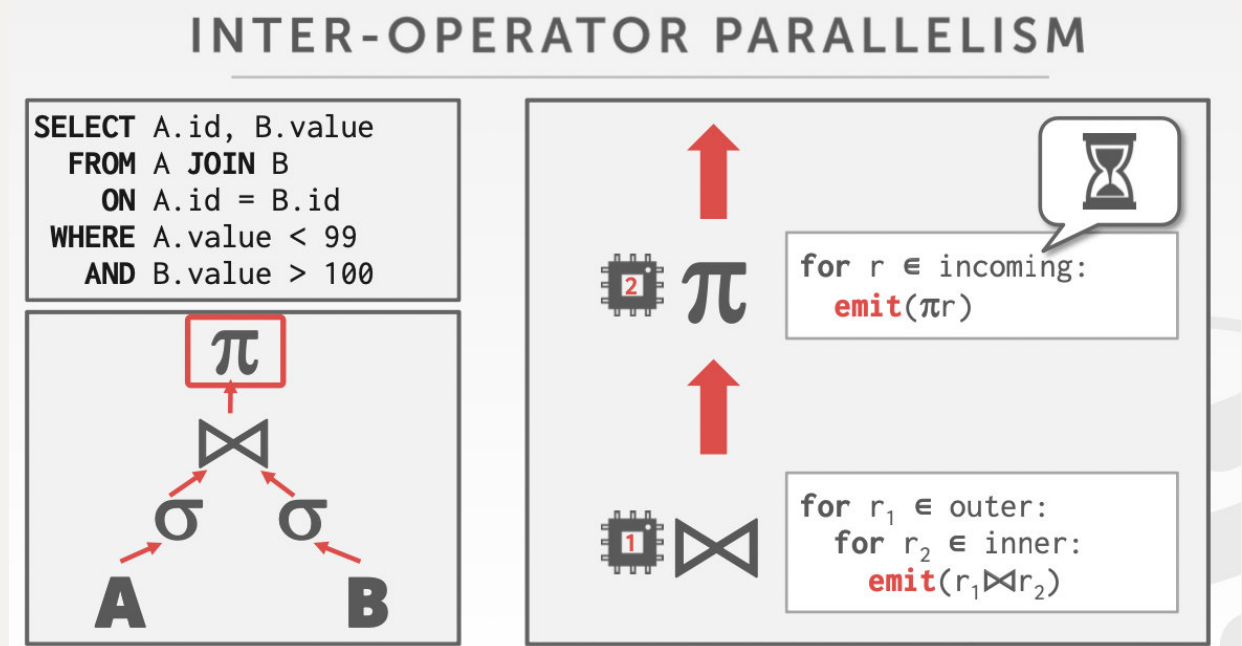 INTER-OPERATOR PARALLELISM
SELECT A.id, B.value
FROM A JOIN B
ON A.id = B.id
WHERE A.value < 99
AND B.value > 100
π
⋈
σ σ
A B
2 π
for r ∈ incoming:
emit(πr)
1 ⋈
for r₁ ∈ outer:
for r₂ ∈ inner:
emit(r₁⋈r₂)